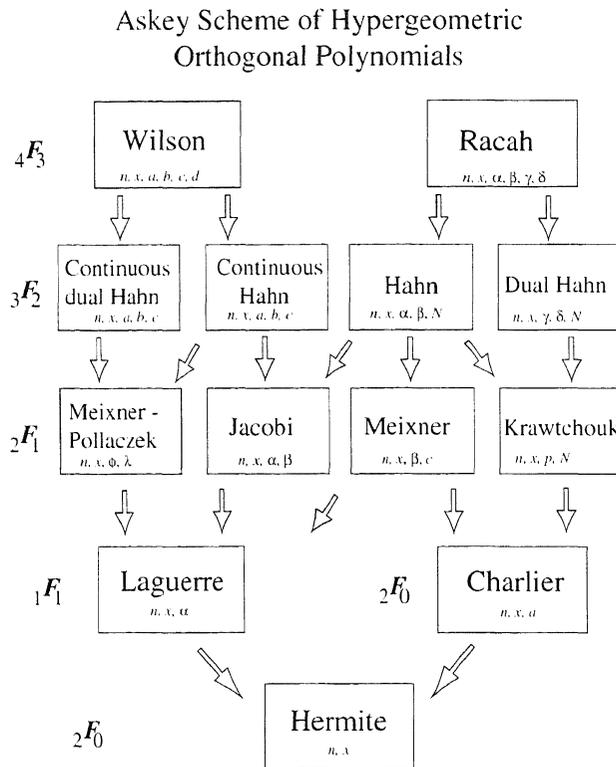 Askey Scheme of Hypergeometric
Orthogonal Polynomials
4F3
Wilson
n, x, a, b, c, d
Racah
n, x, α, β, γ, δ
3F2
Continuous
dual Hahn
n, x, a, b, c
Continuous
Hahn
n, x, a, b, c
Hahn
n, x, α, β, N
Dual Hahn
n, x, γ, δ, N
2F1
Meixner -
Pollaczek
n, x, φ, λ
Jacobi
n, x, α, β
Meixner
n, x, β, c
Krawtchouk
n, x, p, N
1F1
Laguerre
n, x, α
2F0
Charlier
n, x, a
2F0
Hermite
n, x